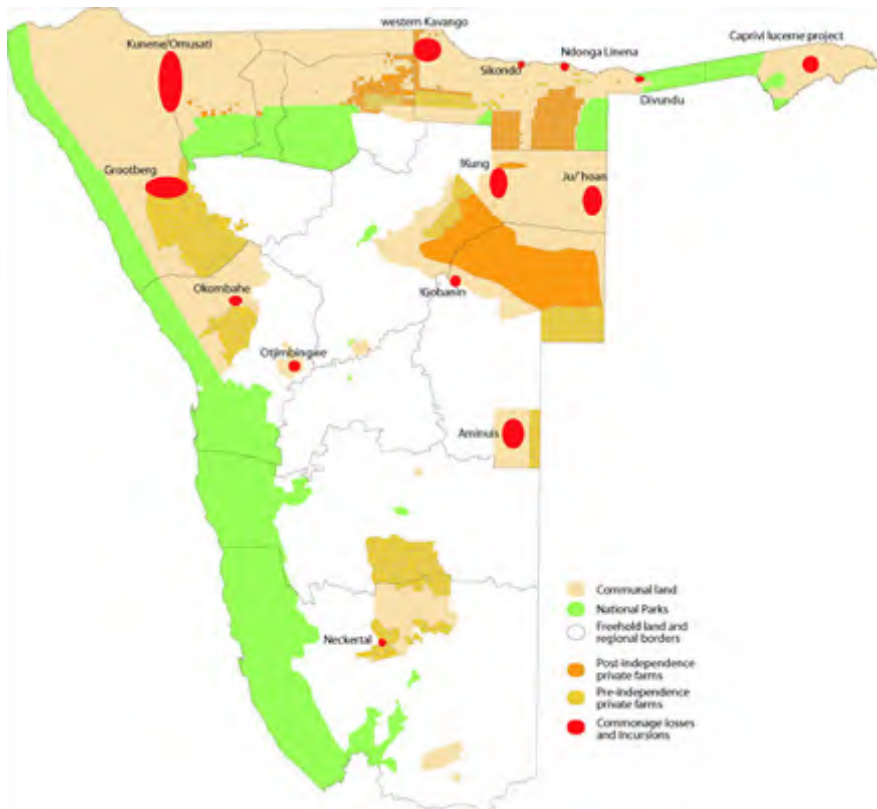 western Kavango
Kunene/Omusati
Caprivi lucerne project
Ndonga Linena
Sikondo
Divundu
!Kung
Ju/'hoan
Grootberg
Okombahe
!Gobanin
Otjimbingwe
Aminuis
Neckertal
Communal land
National Parks
Freehold land and
regional borders
Post-independence
private farms
Pre-independence
private farms
Commonage losses
and Incursions